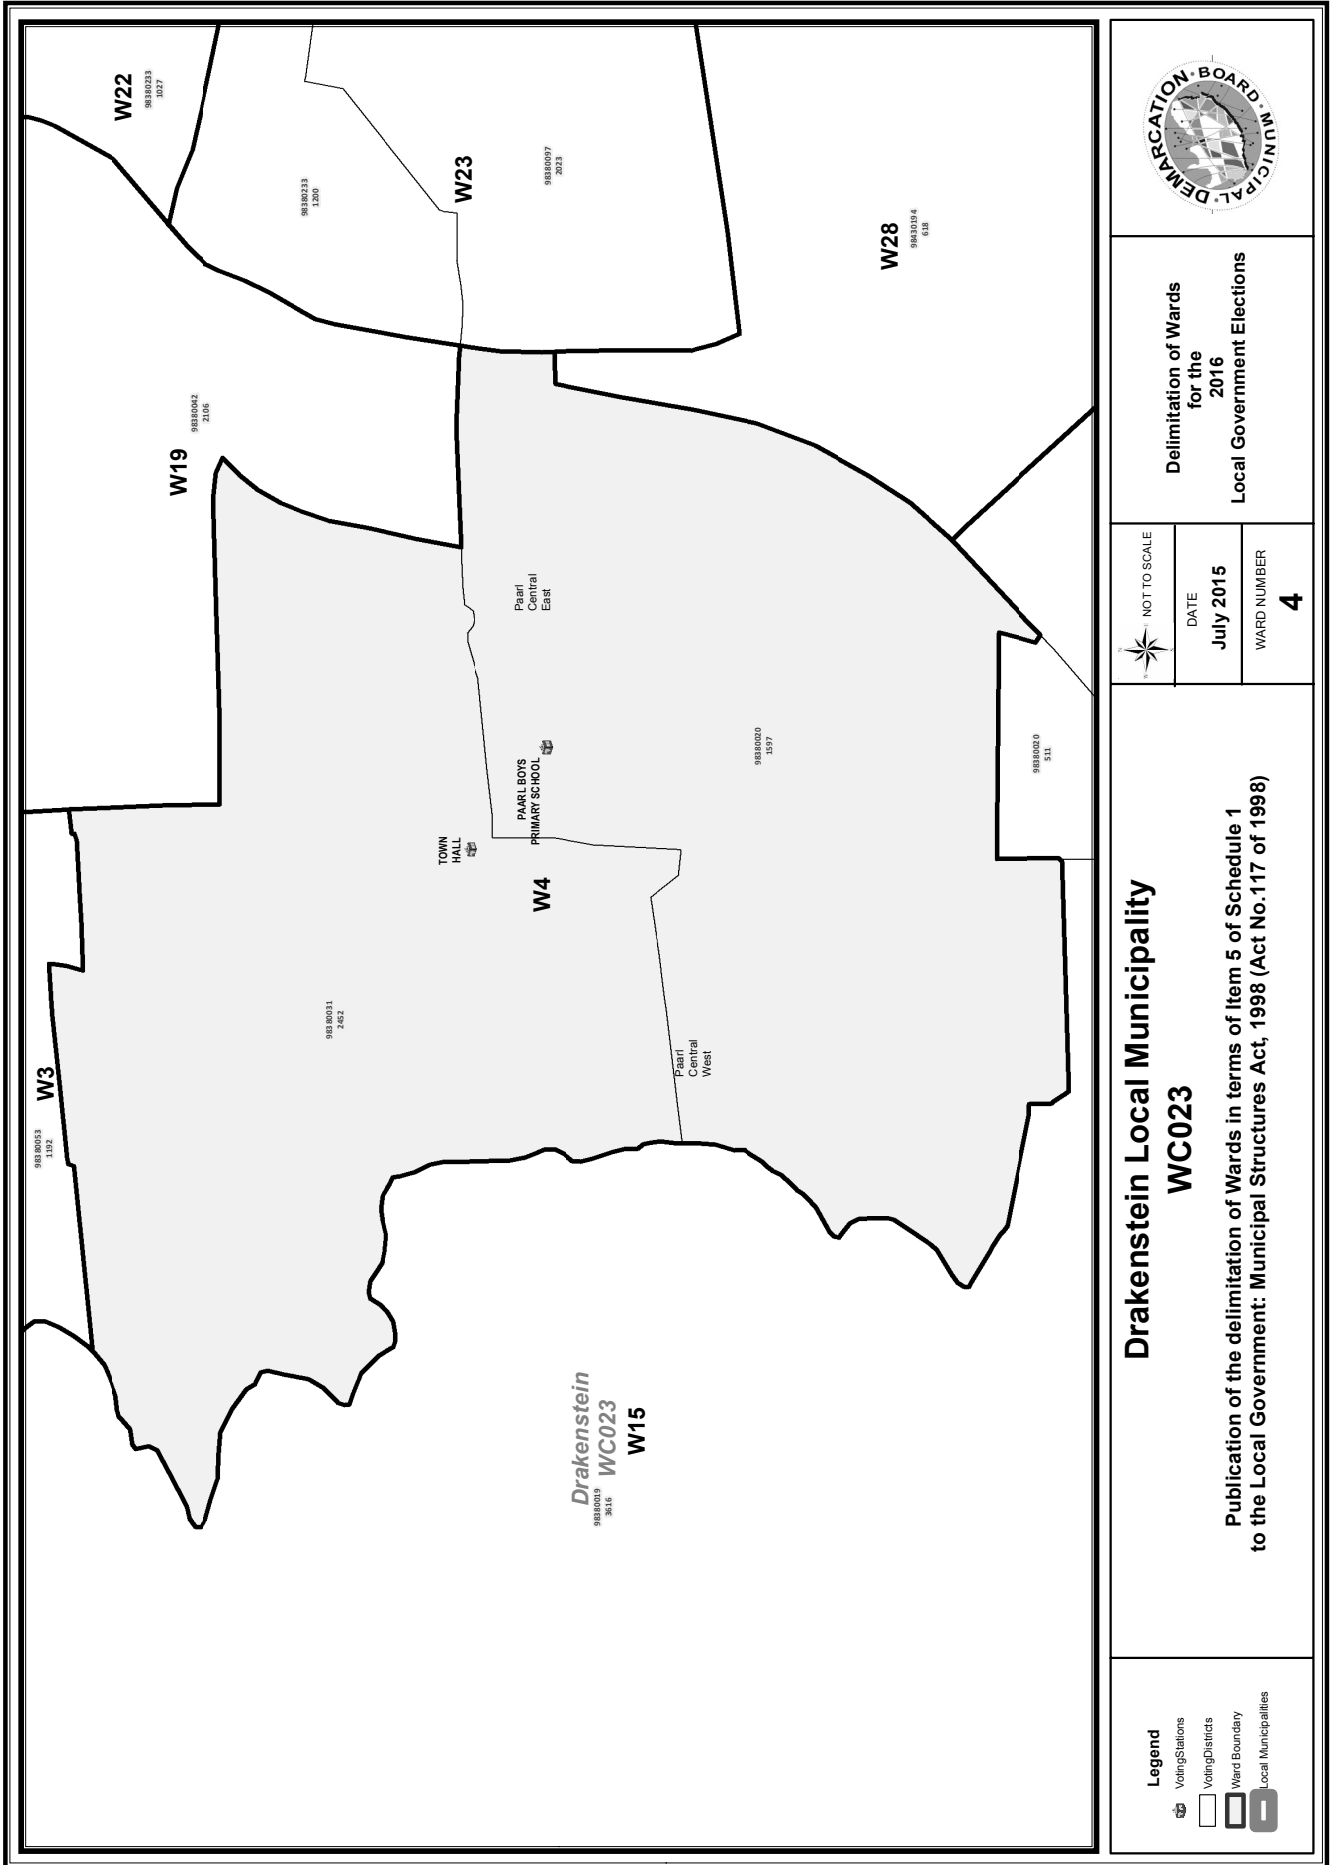 W22
98380233
1027
98380233
1200
W23
98380097
2023
W28
98430194
618
W19
98380042
2106
Paarl
Central
East
98380020
1597
98380020
511
PAARL BOYS
PRIMARY SCHOOL
TOWN
HALL
W4
98380031
2452
Paarl
Central
West
W3
98380053
1192
Drakenstein
WC023
W15
98380019
3616
Legend
VotingStations
VotingDistricts
Ward Boundary
Local Municipalities
Drakenstein Local Municipality
WC023
Publication of the delimitation of Wards in terms of Item 5 of Schedule 1
to the Local Government: Municipal Structures Act, 1998 (Act No.117 of 1998)
N
W
E
S
NOT TO SCALE
DATE
July 2015
WARD NUMBER
4
Delimitation of Wards
for the
2016
Local Government Elections
MUNICIPAL · DEMARCATION · BOARD ·